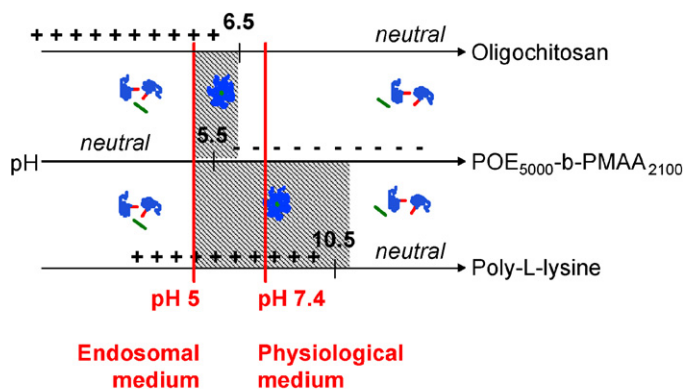 6.5
+ + + + + + + + + +
neutral
Oligochitosan
neutral
5.5
- - - - - - - - - -
pH
POE5000-b-PMAA2100
10.5
+ + + + + + + + + +
neutral
Poly-L-lysine
pH 5
pH 7.4
Endosomal
medium
Physiological
medium